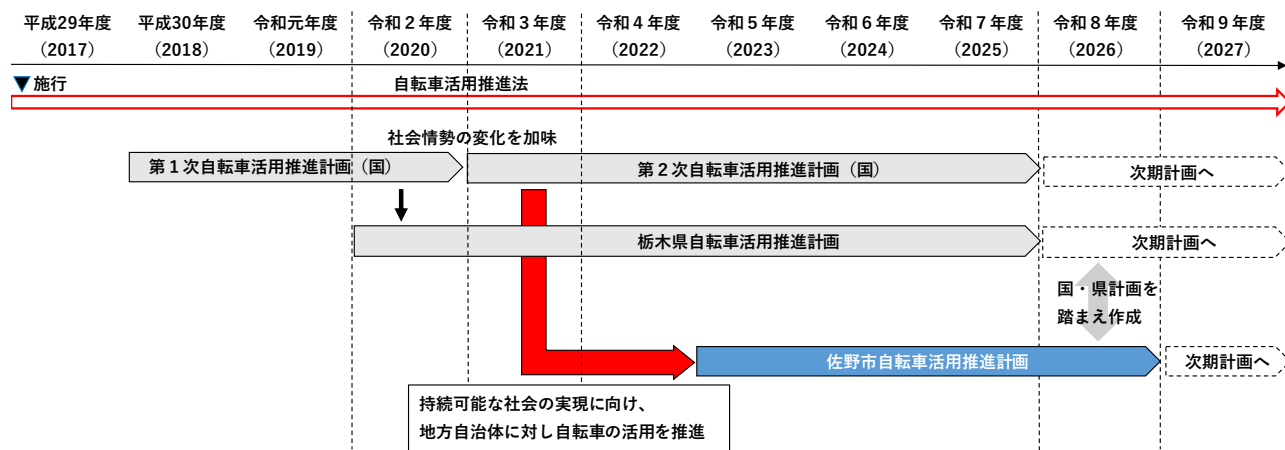 平成29年度 平成30年度 令和元年度 令和２年度 令和３年度 令和４年度 令和５年度 令和６年度 令和７年度 令和８年度 令和９年度
（2017） （2018） （2019） （2020） （2021） （2022） （2023） （2024） （2025） （2026） （2027）
▼施行 自転車活用推進法
社会情勢の変化を加味
第１次自転車活用推進計画（国） 第２次自転車活用推進計画（国） 次期計画へ
栃木県自転車活用推進計画 次期計画へ
国・県計画を
踏まえ作成
佐野市自転車活用推進計画 次期計画へ
持続可能な社会の実現に向け、
地方自治体に対し自転車の活用を推進